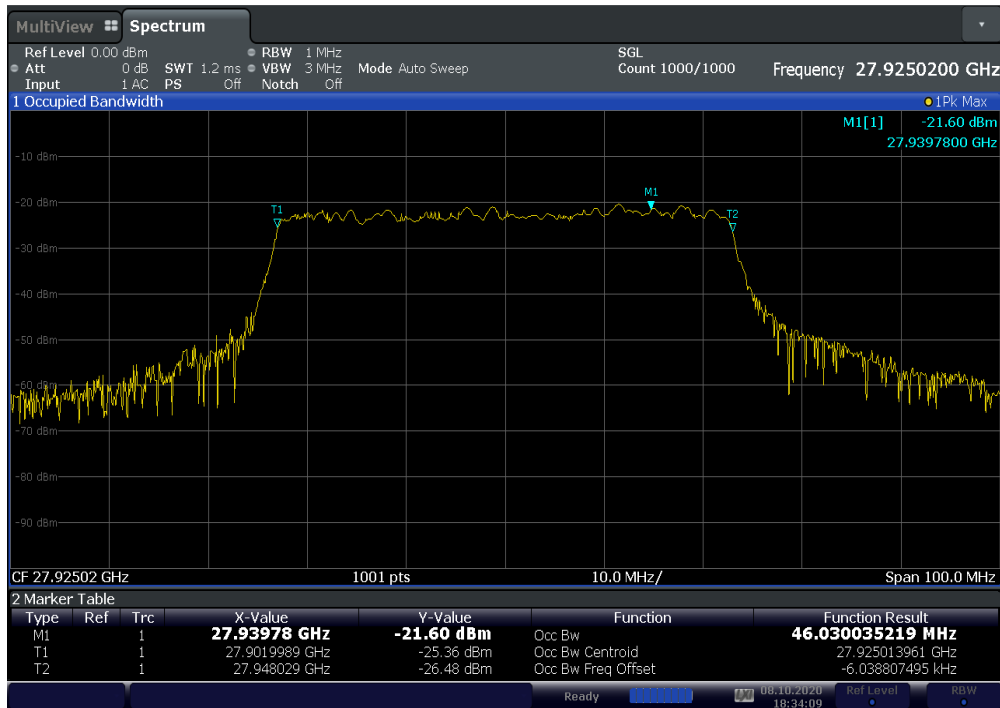 MultiView Spectrum
Ref Level 0.00 dBm RBW 1 MHz SGL
Att 0 dB SWT 1.2 ms VBW 3 MHz Mode Auto Sweep Count 1000/1000 Frequency 27.9250200 GHz
Input 1 AC PS Off Notch Off
1 Occupied Bandwidth 1Pk Max
M1[1] -21.60 dBm
27.9397800 GHz
-10 dBm
M1
-20 dBm
T1 T2
-30 dBm
-40 dBm
-50 dBm
-60 dBm
-70 dBm
-80 dBm
-90 dBm
CF 27.92502 GHz 1001 pts 10.0 MHz/ Span 100.0 MHz
2 Marker Table
Type Ref Trc X-Value Y-Value Function Function Result
M1 1 27.93978 GHz -21.60 dBm Occ Bw 46.030035219 MHz
T1 1 27.9019989 GHz -25.36 dBm Occ Bw Centroid 27.925013961 GHz
T2 1 27.948029 GHz -26.48 dBm Occ Bw Freq Offset -6.038807495 kHz
Ready 08.10.2020 Ref Level RBW
18:34:09